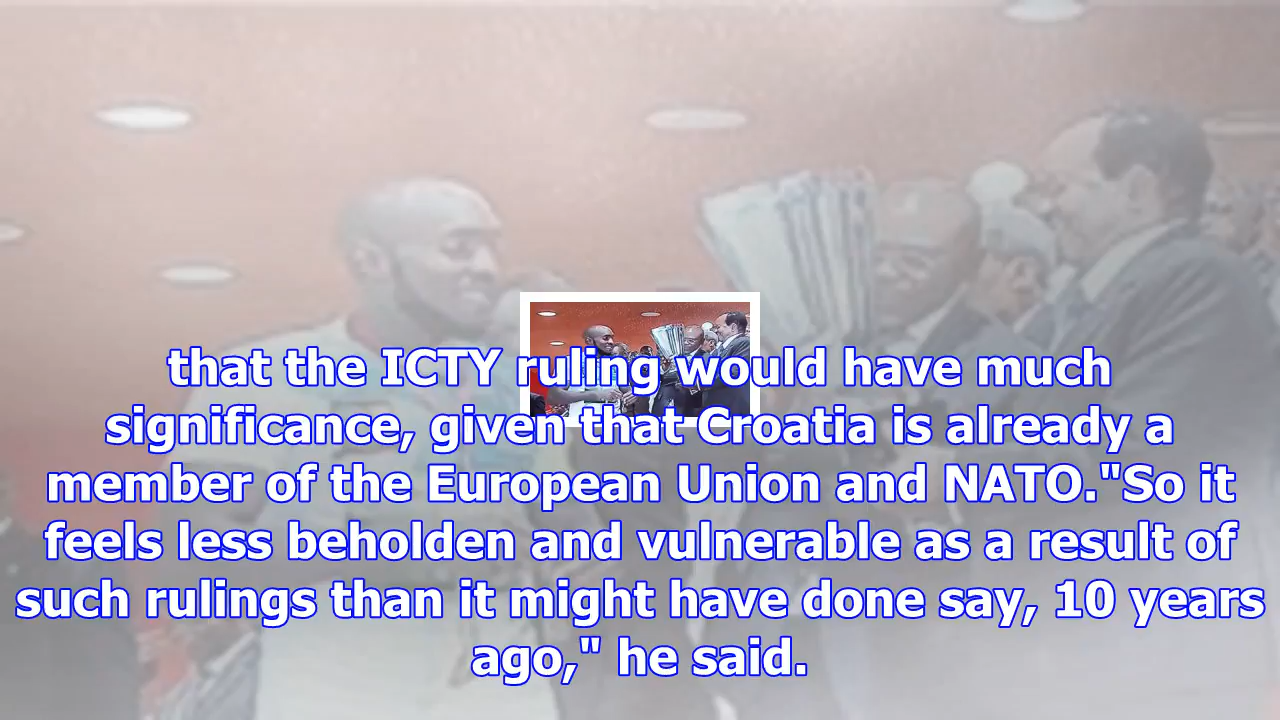 that the ICTY ruling would have much
significance, given that Croatia is already a
member of the European Union and NATO."So it
feels less beholden and vulnerable as a result of
such rulings than it might have done say, 10 years
ago," he said.